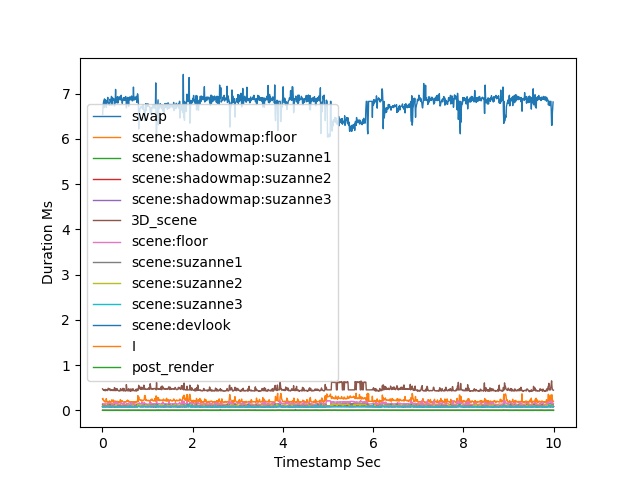 7
6
5
4
3
2
1
0
Duration Ms
swap
scene:shadowmap:floor
scene:shadowmap:suzanne1
scene:shadowmap:suzanne2
scene:shadowmap:suzanne3
3D_scene
scene:floor
scene:suzanne1
scene:suzanne2
scene:suzanne3
scene:devlook
I
post_render
0 2 4 6 8 10
Timestamp Sec